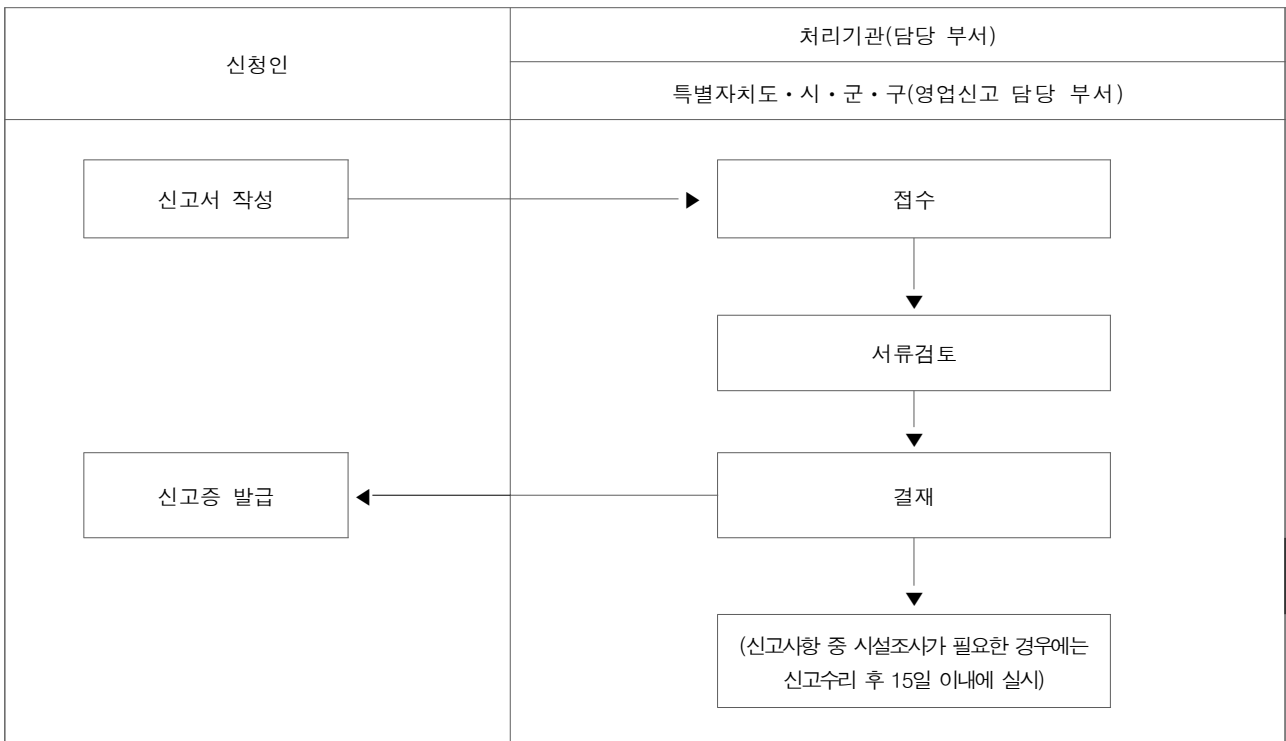 신청인
처리기관(담당 부서)
특별자치도・시・군・구(영업신고 담당 부서)
신고서 작성
접수
서류검토
신고증 발급
결재
(신고사항 중 시설조사가 필요한 경우에는
신고수리 후 15일 이내에 실시)